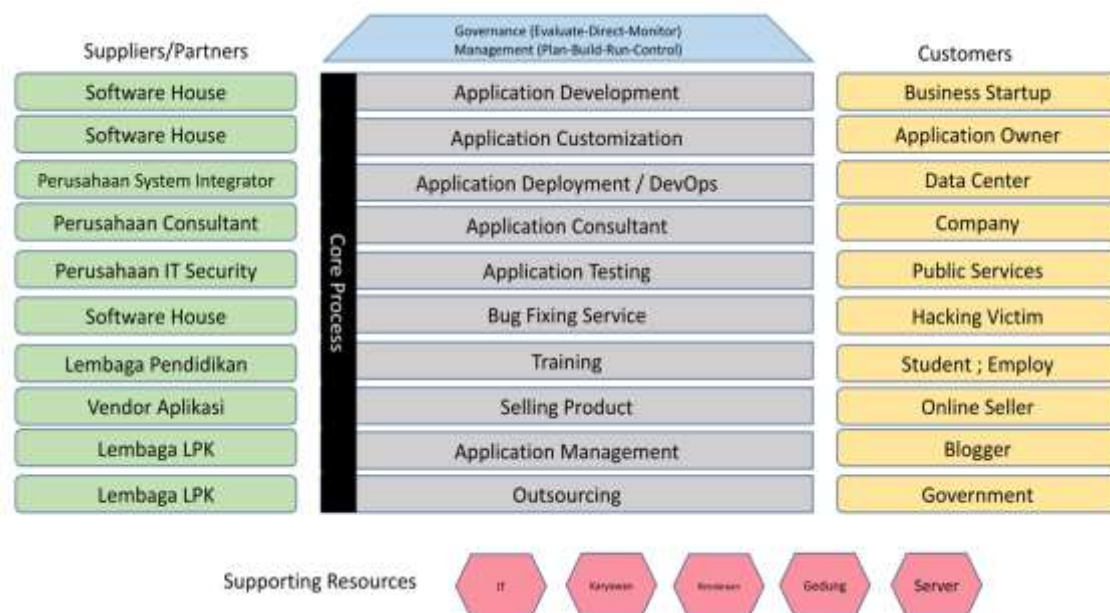 Governance (Evaluate-Direct-Monitor)
Management (Plan-Build-Run-Control)
Suppliers/Partners
Customers
Software House
Application Development
Business Startup
Software House
Application Customization
Application Owner
Perusahaan System Integrator
Application Deployment / DevOps
Data Center
Perusahaan Consultant
Application Consultant
Company
Perusahaan IT Security
Application Testing
Public Services
Software House
Bug Fixing Service
Hacking Victim
Lembaga Pendidikan
Training
Student ; Employ
Vendor Aplikasi
Selling Product
Online Seller
Lembaga LPK
Application Management
Blogger
Lembaga LPK
Outsourcing
Government
Core Process
Supporting Resources
IT
Karyawan
Gedung
Server